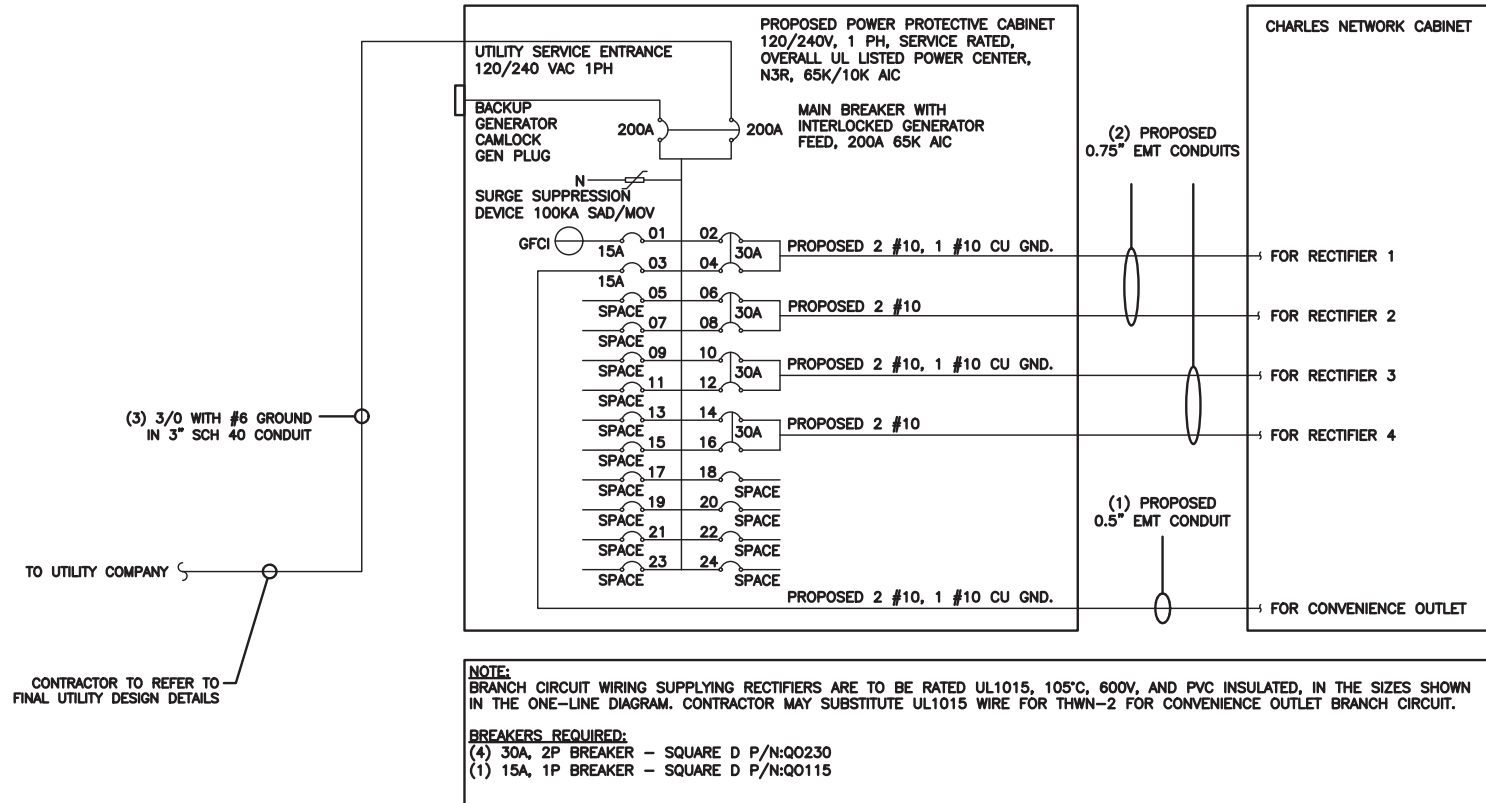 PROPOSED POWER PROTECTIVE CABINET
120/240V, 1 PH, SERVICE RATED,
OVERALL UL LISTED POWER CENTER,
N3R, 65K/10K AIC
CHARLES NETWORK CABINET
UTILITY SERVICE ENTRANCE
120/240 VAC 1PH
BACKUP
GENERATOR
CAMLOCK
GEN PLUG
200A
200A
MAIN BREAKER WITH
INTERLOCKED GENERATOR
FEED, 200A 65K AIC
(2) PROPOSED
0.75" EMT CONDUITS
N
SURGE SUPPRESSION
DEVICE 100KA SAD/MOV
GFCI
15A
01
02
30A
PROPOSED 2 #10, 1 #10 CU GND.
FOR RECTIFIER 1
15A
03
04
SPACE
05
06
30A
PROPOSED 2 #10
FOR RECTIFIER 2
SPACE
07
08
SPACE
09
10
30A
PROPOSED 2 #10, 1 #10 CU GND.
FOR RECTIFIER 3
SPACE
11
12
SPACE
13
14
30A
PROPOSED 2 #10
FOR RECTIFIER 4
SPACE
15
16
SPACE
17
18
SPACE
SPACE
19
20
SPACE
SPACE
21
22
SPACE
SPACE
23
24
SPACE
(3) 3/0 WITH #6 GROUND
IN 3" SCH 40 CONDUIT
(1) PROPOSED
0.5" EMT CONDUIT
TO UTILITY COMPANY
PROPOSED 2 #10, 1 #10 CU GND.
FOR CONVENIENCE OUTLET
CONTRACTOR TO REFER TO
FINAL UTILITY DESIGN DETAILS
NOTE:
BRANCH CIRCUIT WIRING SUPPLYING RECTIFIERS ARE TO BE RATED UL1015, 105°C, 600V, AND PVC INSULATED, IN THE SIZES SHOWN
IN THE ONE-LINE DIAGRAM. CONTRACTOR MAY SUBSTITUTE UL1015 WIRE FOR THWN-2 FOR CONVENIENCE OUTLET BRANCH CIRCUIT.
BREAKERS REQUIRED:
(4) 30A, 2P BREAKER - SQUARE D P/N:QO230
(1) 15A, 1P BREAKER - SQUARE D P/N:QO115